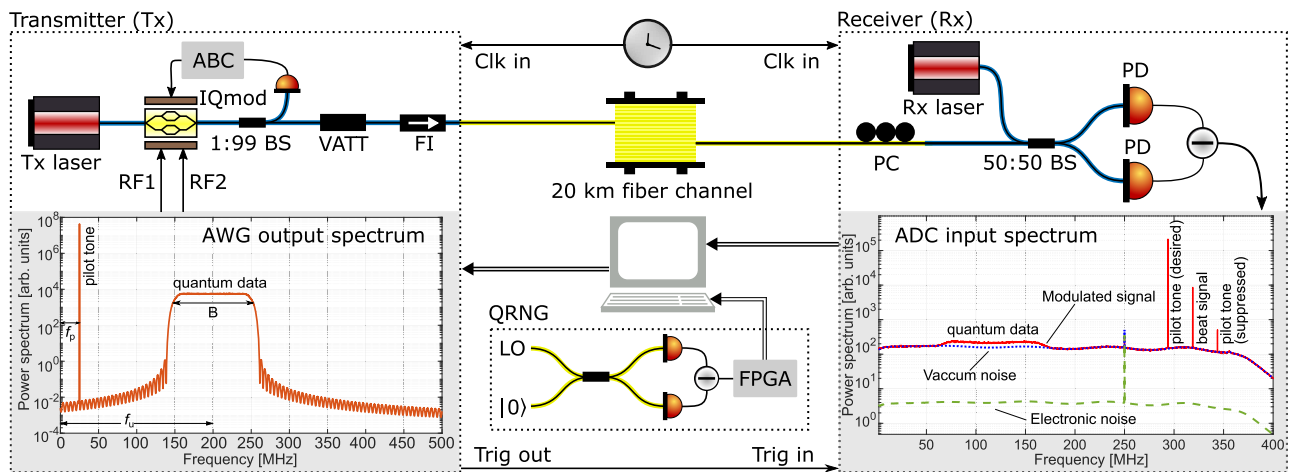 Transmitter (Tx)
Receiver (Rx)
ABC
Clk in
Clk in
IQmod
PD
Rx laser
Tx laser
1:99 BS
VATT
FI
PC
50:50 BS
PD
RF1
RF2
20 km fiber channel
AWG output spectrum
pilot tone
quantum data
B
fp
fu
Power spectrum [arb. units]
10^8
10^6
10^4
10^2
10^0
10^-2
10^-4
0 50 100 150 200 250 300 350 400 450 500
Frequency [MHz]
QRNG
LO
|0⟩
FPGA
ADC input spectrum
Modulated signal
quantum data
Vaccum noise
Electronic noise
pilot tone (desired)
beat signal
pilot tone
(suppressed)
Power spectrum [arb. units]
10^5
10^4
10^3
10^2
10^1
10^0
50 100 150 200 250 300 350 400
Frequency [MHz]
Trig out
Trig in